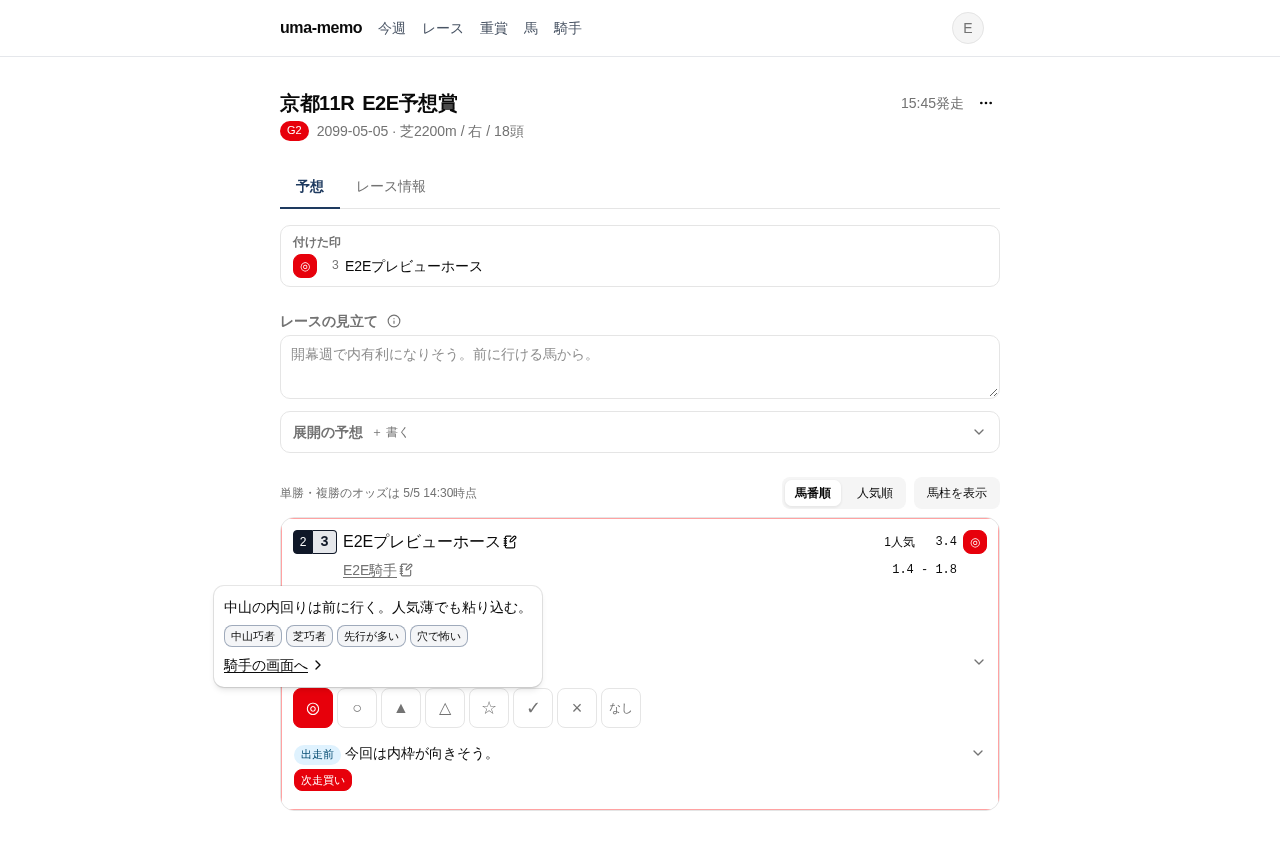 uma-memo 今週 レース 重賞 馬 騎手 E
京都11R E2E予想賞
15:45発走
G2 2099-05-05 · 芝2200m / 右 / 18頭
予想 レース情報
付けた印
◎ 3 E2Eプレビューホース
レースの見立て
開幕週で内有利になりそう。前に行ける馬から。
展開の予想 + 書く
単勝・複勝のオッズは 5/5 14:30時点
馬番順 人気順 馬柱を表示
2 3 E2Eプレビューホース 1人気 3.4 ◎
E2E騎手 1.4 - 1.8
中山の内回りは前に行く。人気薄でも粘り込む。
中山巧者 芝巧者 先行が多い 穴で怖い
騎手の画面へ
◎ ○ ▲ △ ☆ ✓ × なし
出走前 今回は内枠が向きそう。
次走買い